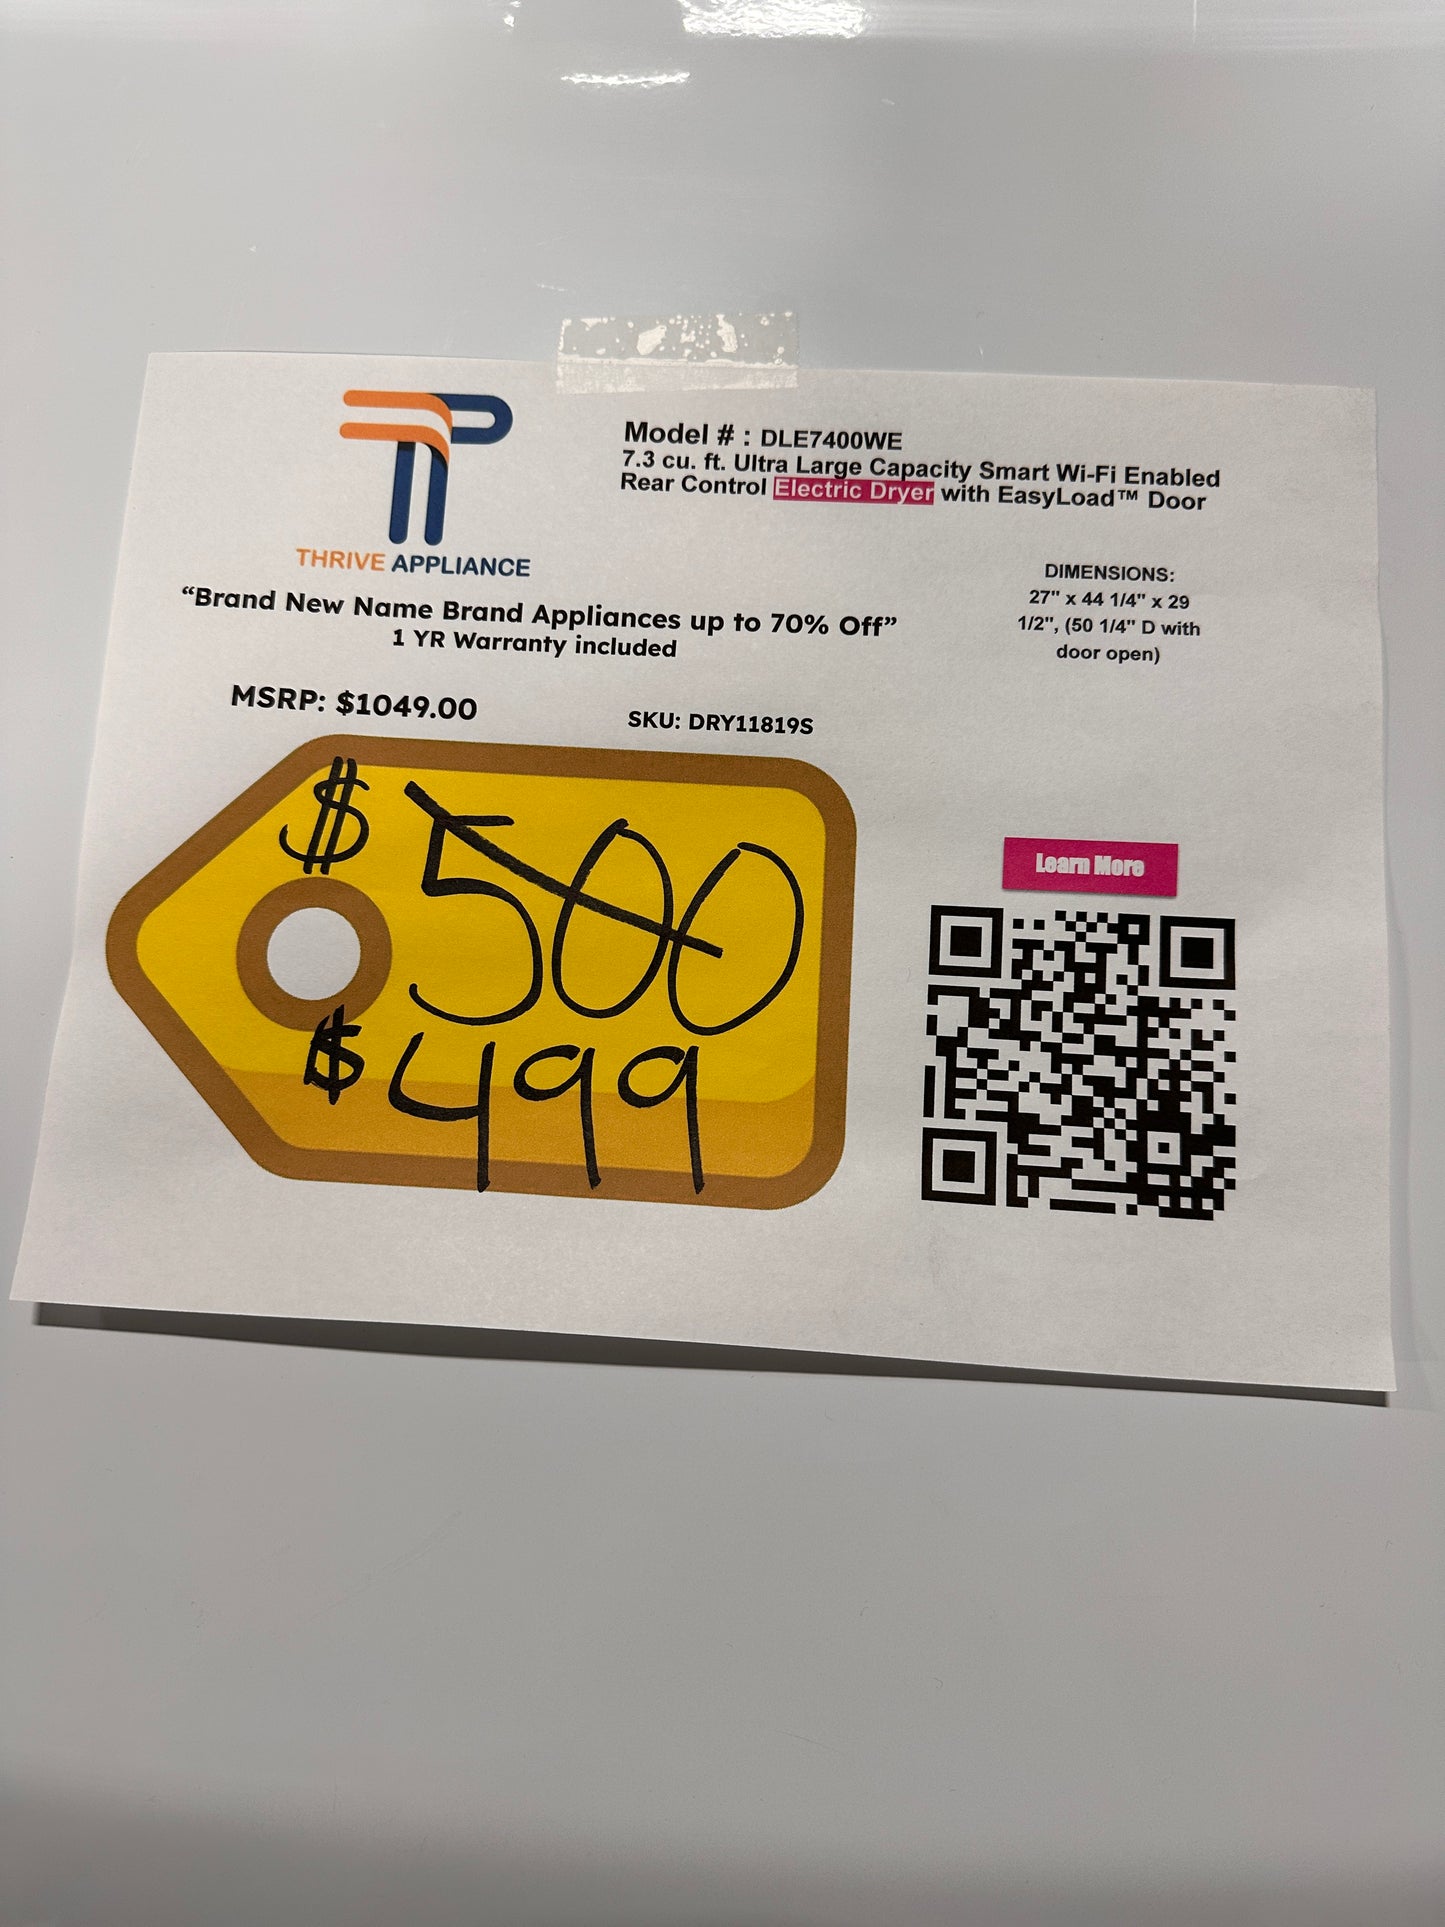 THRIVE APPLIANCE
Model # : DLE7400WE
7.3 cu. ft. Ultra Large Capacity Smart Wi-Fi Enabled
Rear Control Electric Dryer with EasyLoad™ Door
“Brand New Name Brand Appliances up to 70% Off”
1 YR Warranty included
DIMENSIONS:
27" x 44 1/4" x 29
1/2", (50 1/4" D with
door open)
MSRP: $1049.00
SKU: DRY11819S
$ 500
$ 499
Learn More